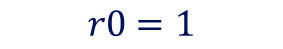 r0 = 1